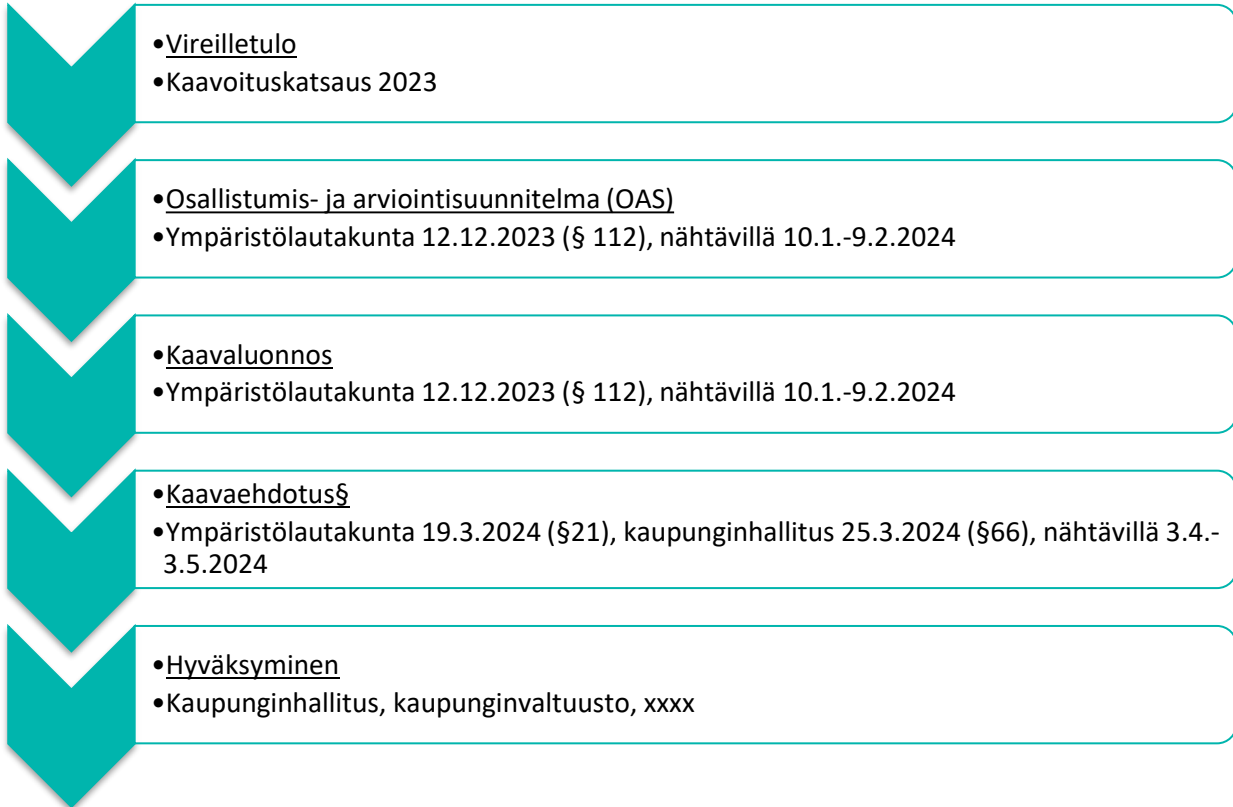 •Vireilletulo
•Kaavoituskatsaus 2023
•Osallistumis- ja arviointisuunnitelma (OAS)
•Ympäristölautakunta 12.12.2023 (§ 112), nähtävillä 10.1.-9.2.2024
•Kaavaluonnos
•Ympäristölautakunta 12.12.2023 (§ 112), nähtävillä 10.1.-9.2.2024
•Kaavaehdotus§
•Ympäristölautakunta 19.3.2024 (§21), kaupunginhallitus 25.3.2024 (§66), nähtävillä 3.4.-
3.5.2024
•Hyväksyminen
•Kaupunginhallitus, kaupunginvaltuusto, xxxx